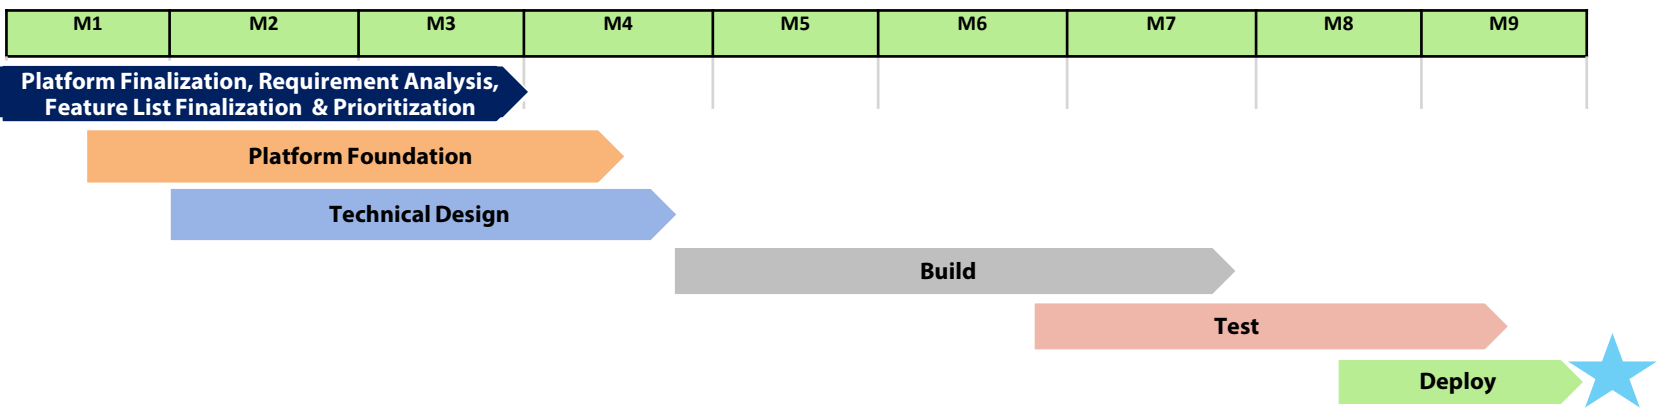 M1 M2 M3 M4 M5 M6 M7 M8 M9
Platform Finalization, Requirement Analysis,
Feature List Finalization & Prioritization
Platform Foundation
Technical Design
Build
Test
Deploy